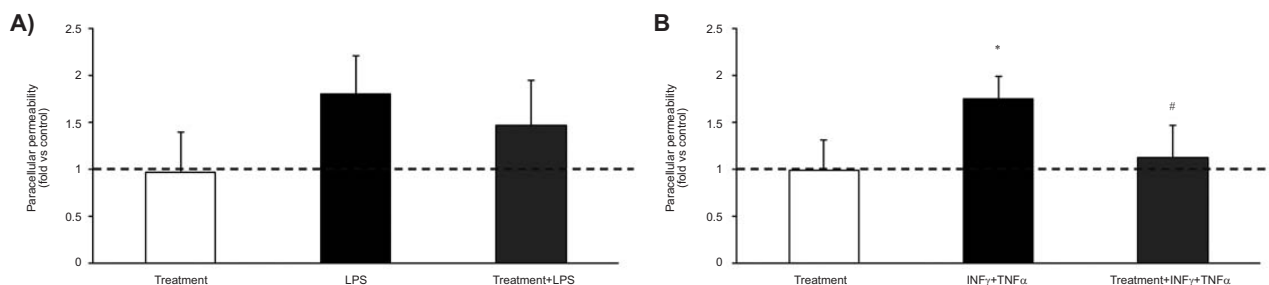 A)
Paracellular permeability
(fold vs control)
2.5
2
1.5
1
0.5
0
Treatment
LPS
Treatment+LPS
B
Paracellular permeability
(fold vs control)
2.5
2
1.5
1
0.5
0
*
#
Treatment
INFγ+TNFα
Treatment+INFγ+TNFα